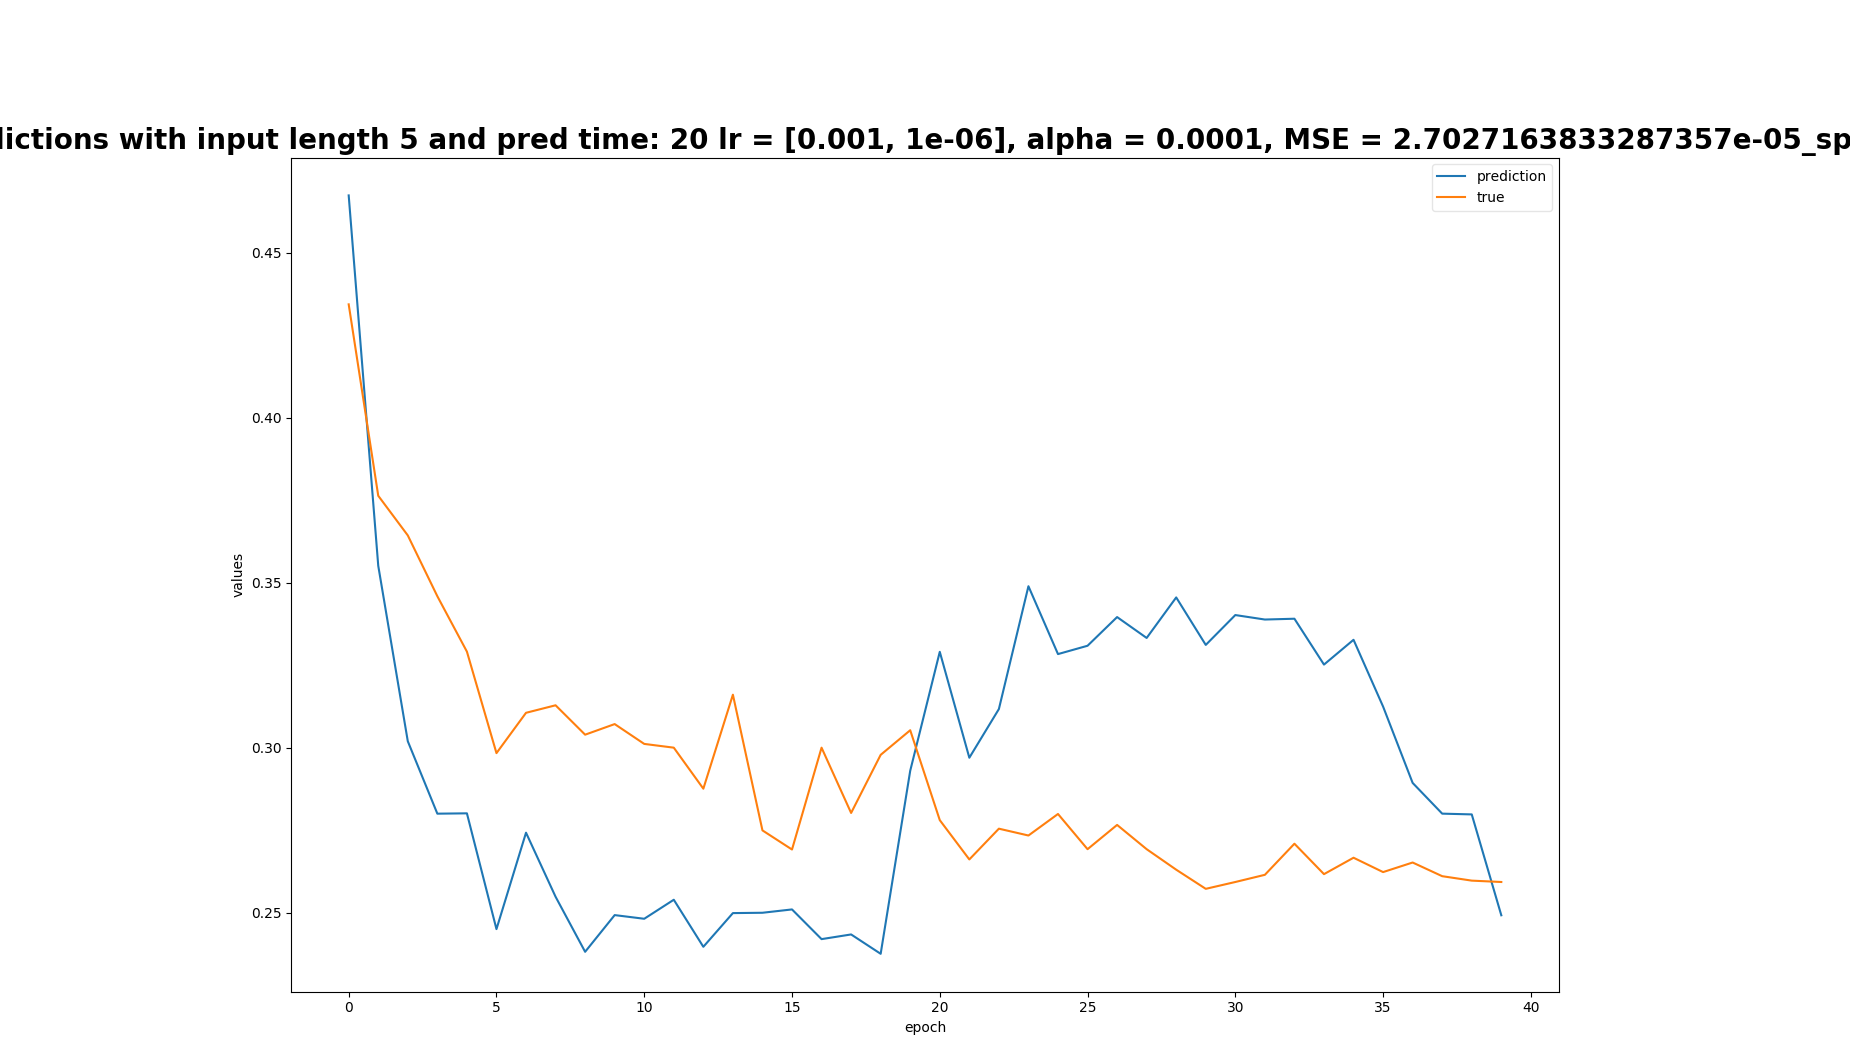 dictions with input length 5 and pred time: 20 lr = [0.001, 1e-06], alpha = 0.0001, MSE = 2.7027163833287357e-05_sp
prediction
true
0.45
0.40
0.35
0.30
0.25
values
0 5 10 15 20 25 30 35 40
epoch